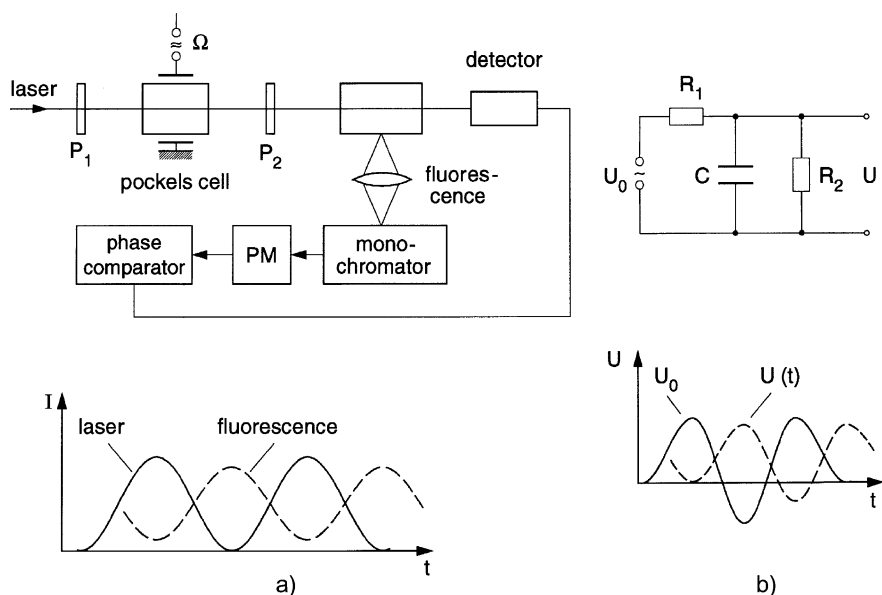 Ω
laser
P1
pockels cell
P2
detector
fluores-
cence
phase
comparator
PM
mono-
chromator
R1
U0
C
R2
U
I
laser
fluorescence
t
a)
U
U0
U(t)
t
b)